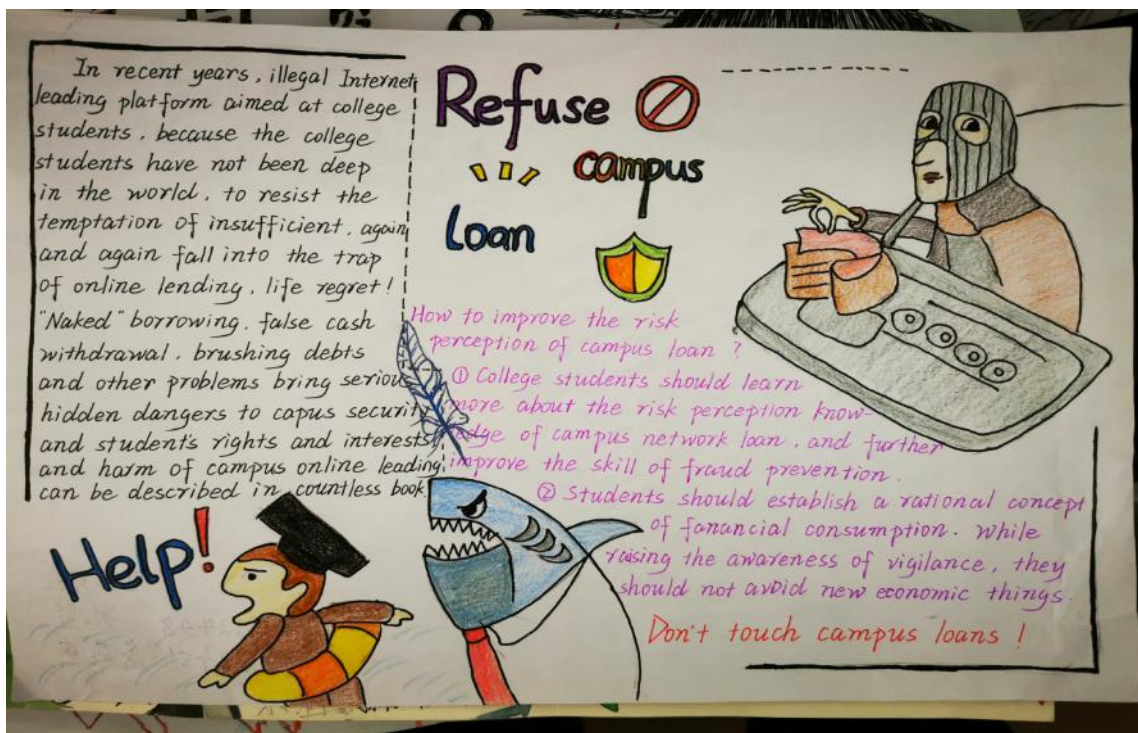 In recent years, illegal Internet
leading platform aimed at college
students, because the college
students have not been deep
in the world, to resist the
temptation of insufficient, again
and again fall into the trap
of online lending, life regret!
"Naked" borrowing, false cash
withdrawal, brushing debts
and other problems bring serious
hidden dangers to capus security
and student's rights and interests,
and harm of campus online leading
can be described in countless book.
Refuse
campus
loan
How to improve the risk
perception of campus loan ?
① College students should learn
more about the risk perception know-
ledge of campus network loan, and further
improve the skill of fraud prevention.
② Students should establish a rational concept
of fanancial consumption. While
raising the awareness of vigilance, they
should not avoid new economic things.
Don't touch campus loans !
Help!